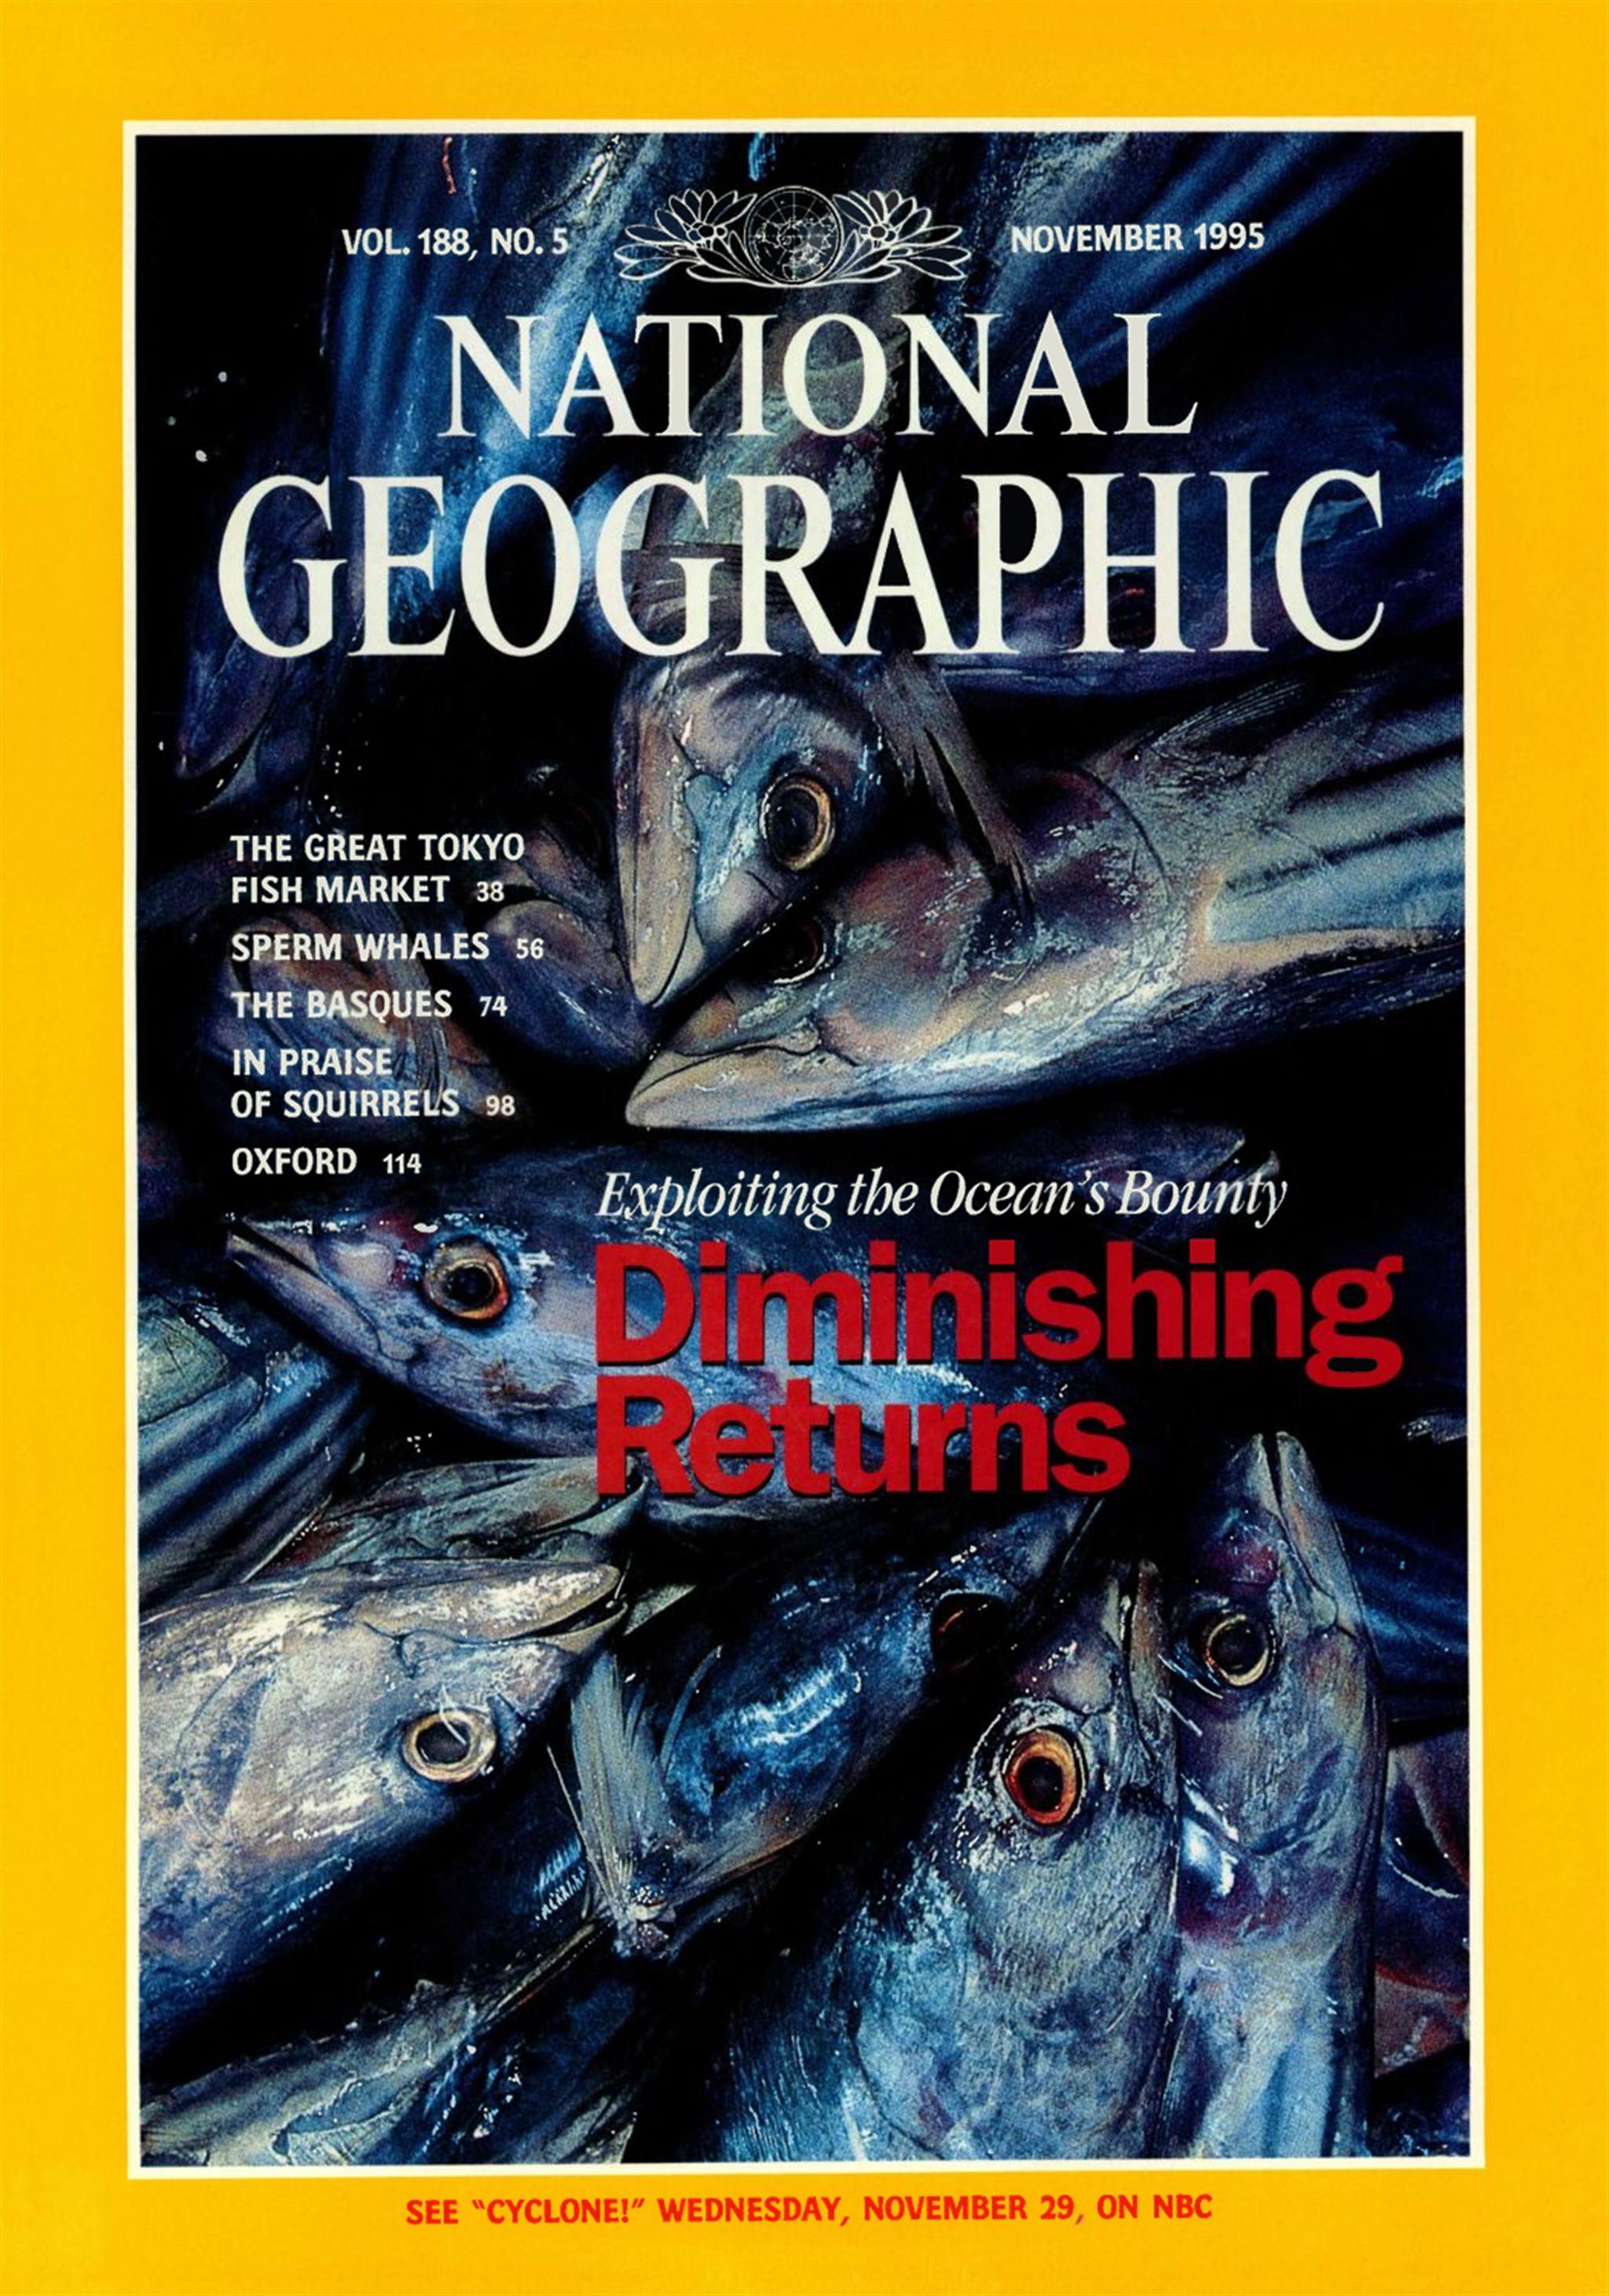 VOL. 188, NO. 5
NOVEMBER 1995
NATIONAL
GEOGRAPHIC
THE GREAT TOKYO
FISH MARKET 38
SPERM WHALES 56
THE BASQUES 74
IN PRAISE
OF SQUIRRELS 98
OXFORD 114
Exploiting the Ocean's Bounty
Diminishing
Returns
SEE "CYCLONE!" WEDNESDAY, NOVEMBER 29, ON NBC